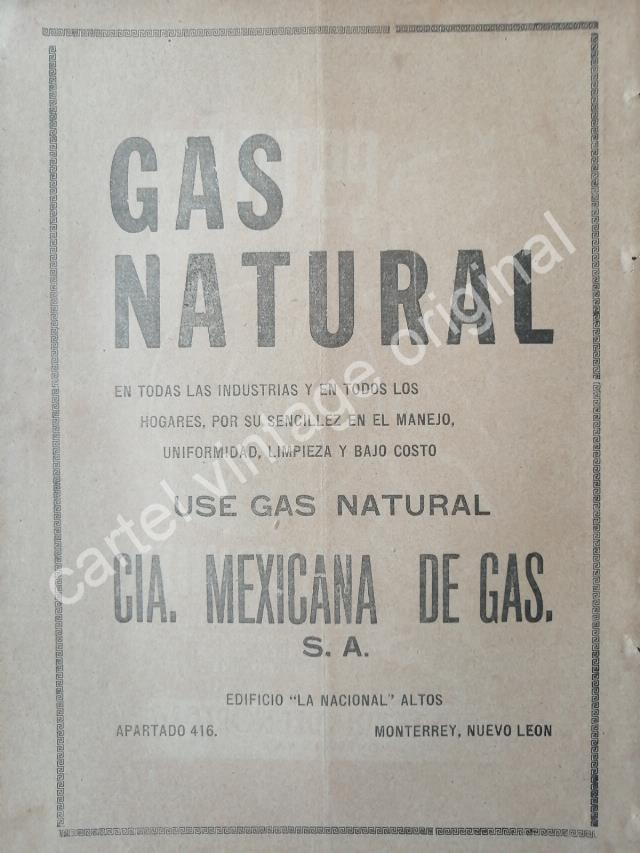 GAS
NATURAL
EN TODAS LAS INDUSTRIAS Y EN TODOS LOS
HOGARES, POR SU SENCILLEZ EN EL MANEJO,
UNIFORMIDAD, LIMPIEZA Y BAJO COSTO
USE GAS NATURAL
CIA. MEXICANA DE GAS.
S. A.
EDIFICIO "LA NACIONAL" ALTOS
APARTADO 416. MONTERREY, NUEVO LEON
cartel vintage original